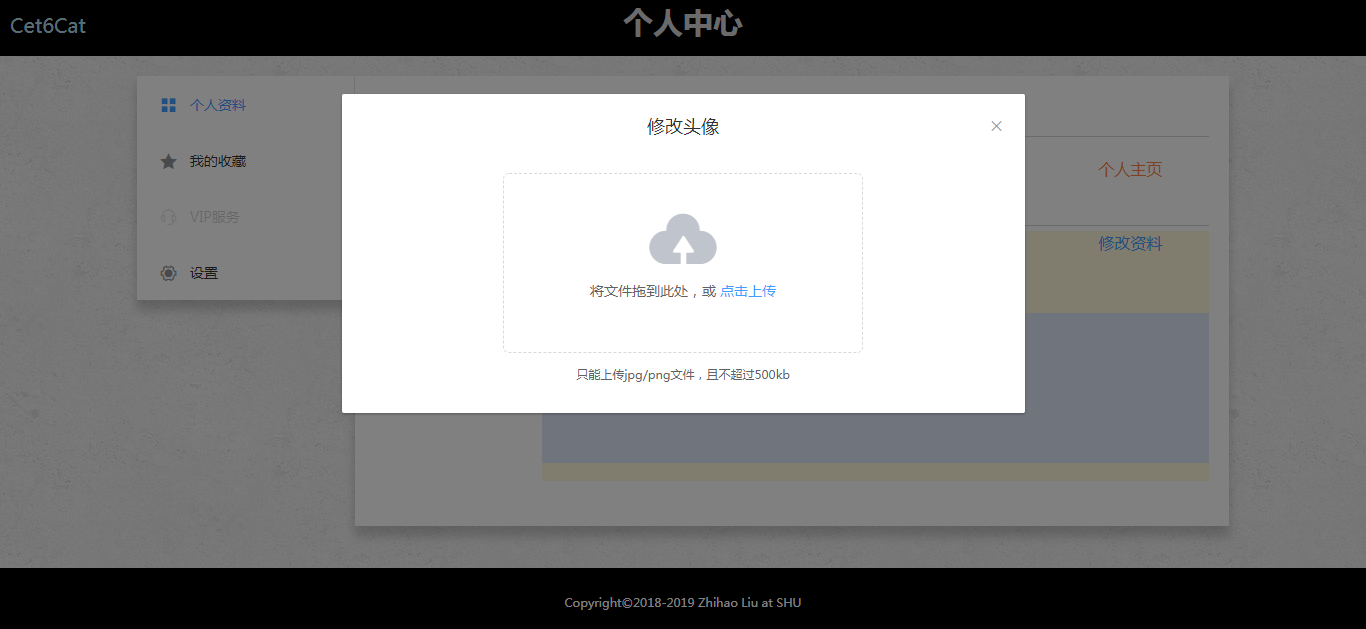 Cet6Cat
个人中心
个人资料
我的收藏
VIP服务
设置
修改头像
将文件拖到此处，或 点击上传
只能上传jpg/png文件，且不超过500kb
个人主页
修改资料
Copyright©2018-2019 Zhihao Liu at SHU